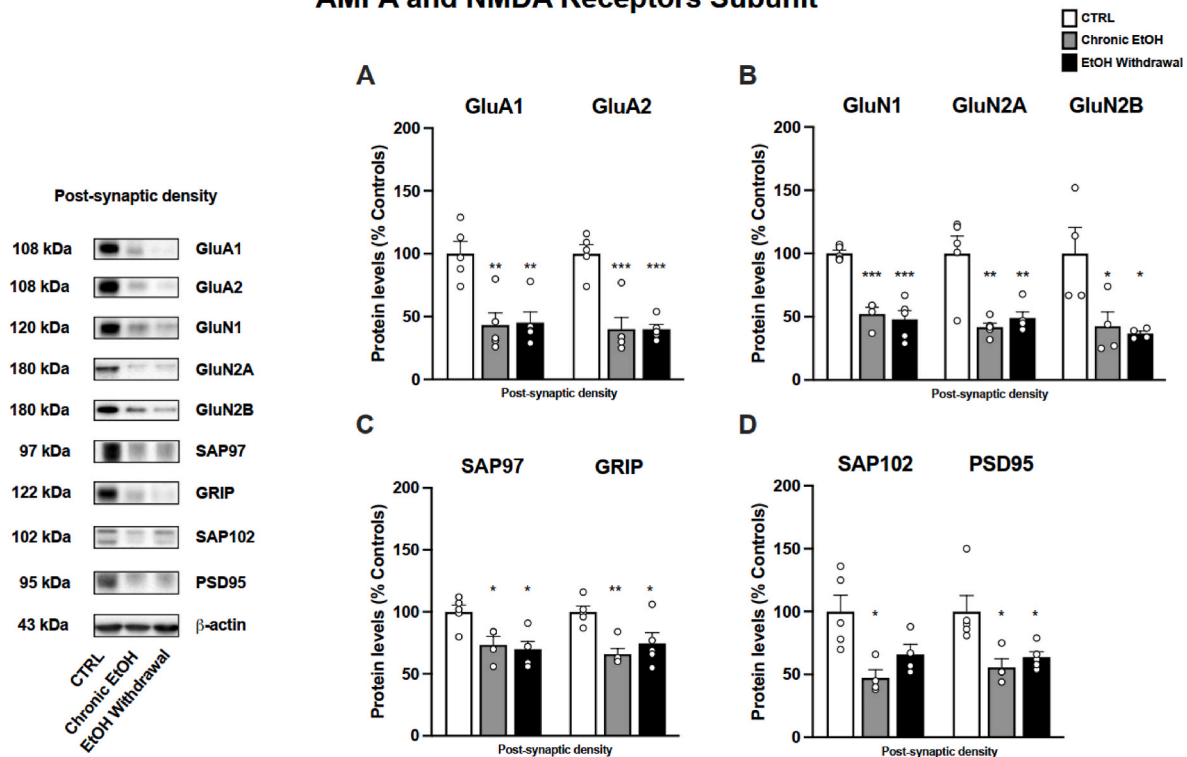 AMPA and NMDA Receptors Subunit
CTRL
Chronic EtOH
EtOH Withdrawal
Post-synaptic density
108 kDa GluA1
108 kDa GluA2
120 kDa GluN1
180 kDa GluN2A
180 kDa GluN2B
97 kDa SAP97
122 kDa GRIP
102 kDa SAP102
95 kDa PSD95
43 kDa β-actin
CTRL
Chronic EtOH
EtOH Withdrawal
A
GluA1 GluA2
Protein levels (% Controls)
200
150
100
50
0
** ** *** ***
Post-synaptic density
B
GluN1 GluN2A GluN2B
Protein levels (% Controls)
200
150
100
50
0
*** *** ** ** * *
Post-synaptic density
C
SAP97 GRIP
Protein levels (% Controls)
200
150
100
50
0
* * ** *
Post-synaptic density
D
SAP102 PSD95
Protein levels (% Controls)
200
150
100
50
0
* * *
Post-synaptic density